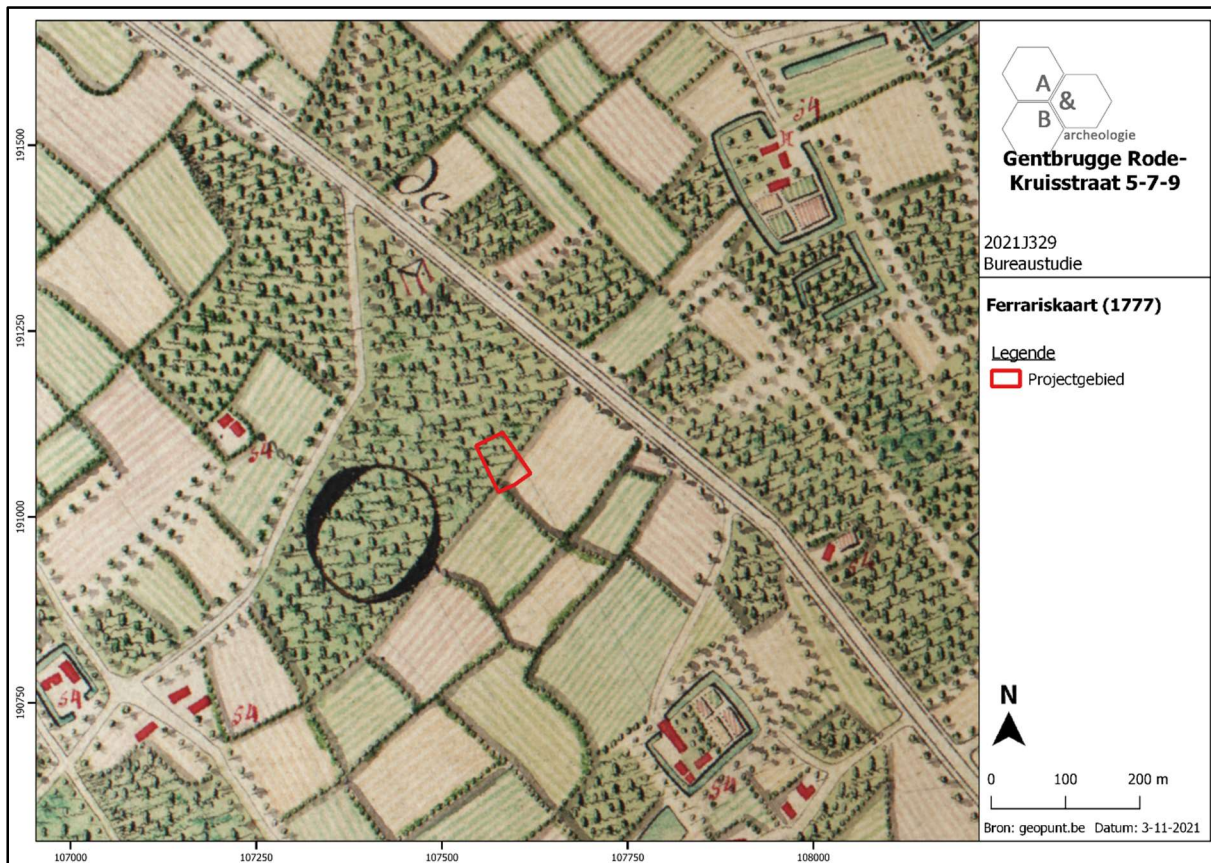 191500
191250
191000
190750
107000
107250
107500
107750
108000
de
O
54
54
54
54
54
54
A
&
B
archeologie
Gentbrugge Rode-
Kruisstraat 5-7-9
2021J329
Bureaustudie
Ferrariskaart (1777)
Legende
Projectgebied
N
0 100 200 m
Bron: geopunt.be Datum: 3-11-2021